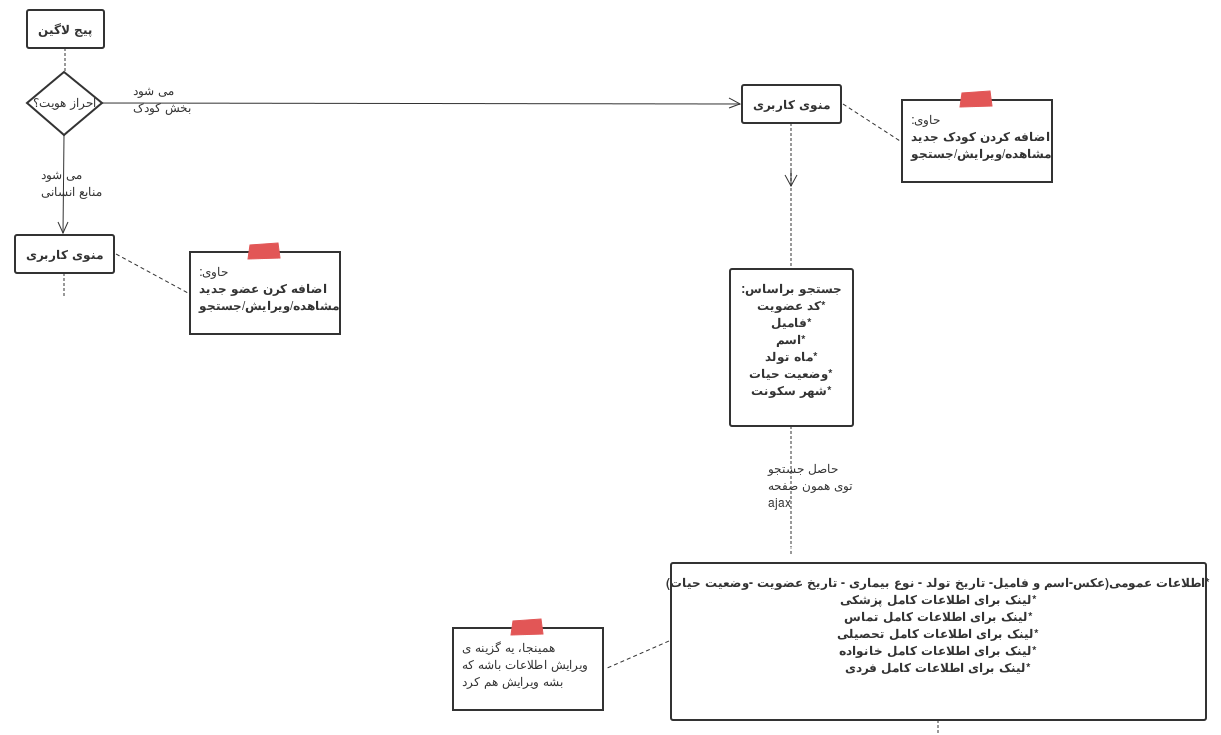 پیج لاگین
احراز هویت؟
می شود
بخش کودک
منوی کاربری
حاوی:
اضافه کردن کودک جدید
مشاهده/ویرایش/جستجو
می شود
منابع انسانی
منوی کاربری
حاوی:
اضافه کرن عضو جدید
مشاهده/ویرایش/جستجو
جستجو براساس:
*کد عضویت
*فامیل
*اسم
*ماه تولد
*وضعیت حیات
*شهر سکونت
حاصل جستجو
توی همون صفحه
ajax
*اطلاعات عمومی(عکس-اسم و فامیل- تاریخ تولد - نوع بیماری - تاریخ عضویت -وضعیت حیات)
*لینک برای اطلاعات کامل پزشکی
*لینک برای اطلاعات کامل تماس
*لینک برای اطلاعات کامل تحصیلی
*لینک برای اطلاعات کامل خانواده
*لینک برای اطلاعات کامل فردی
همینجا، یه گزینه ی
ویرایش اطلاعات باشه که
بشه ویرایش هم کرد